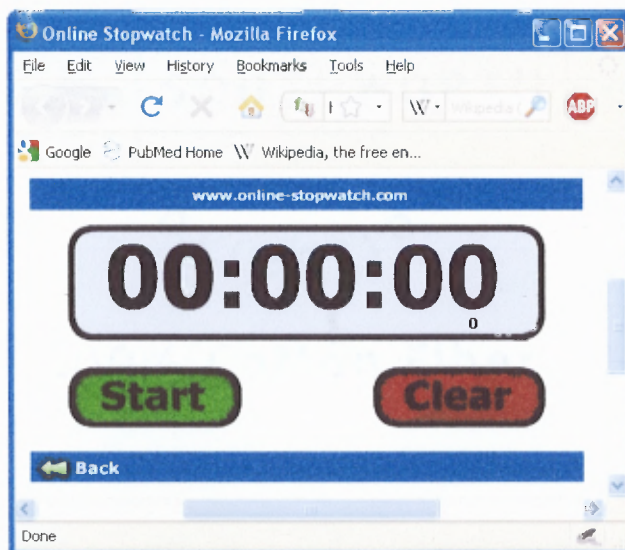 Online Stopwatch - Mozilla Firefox
File Edit View History Bookmarks Tools Help
W ABP
Google PubMed Home W Wikipedia, the free en...
www.online-stopwatch.com
00:00:00
0
Start Clear
Back
Done